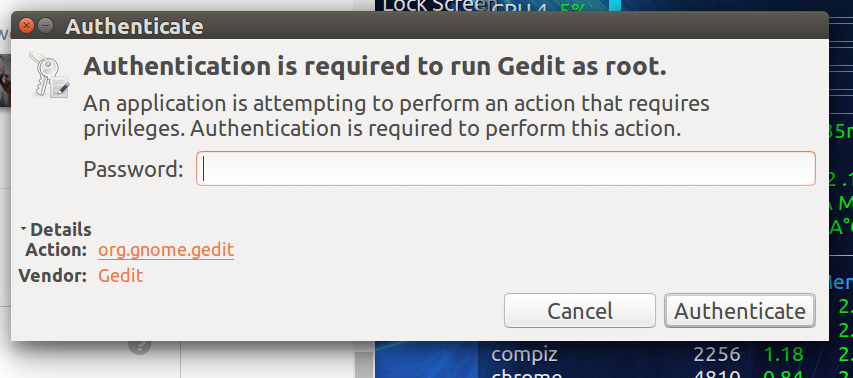 Lock Screen
CPU 4 5%
Authenticate
Authentication is required to run Gedit as root.
An application is attempting to perform an action that requires
privileges. Authentication is required to perform this action.
Password:
Details
Action: org.gnome.gedit
Vendor: Gedit
Cancel Authenticate
?
compiz 2256 1.18
chrome 4810 0.84